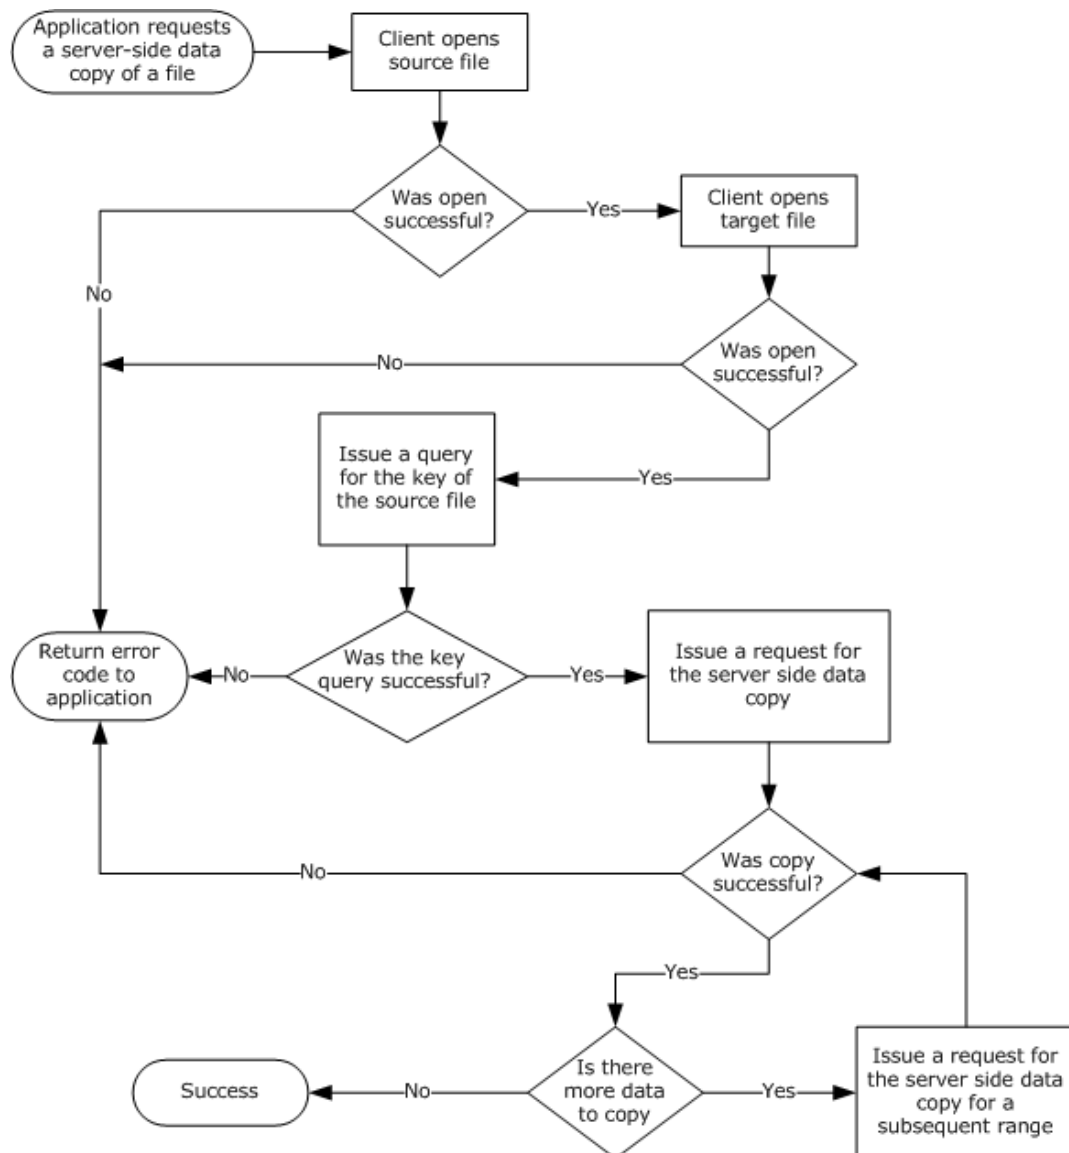 Application requests
a server-side data
copy of a file
Client opens
source file
Was open
successful?
Yes
Client opens
target file
No
Was open
successful?
No
Issue a query
for the key of
the source file
Yes
Return error
code to
application
No
Was the key
query successful?
Yes
Issue a request for
the server side data
copy
No
Was copy
successful?
Yes
Success
No
Is there
more data
to copy
Yes
Issue a request for
the server side data
copy for a
subsequent range